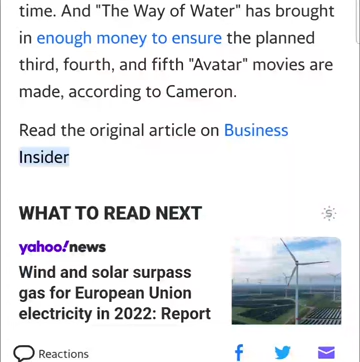 time. And "The Way of Water" has brought
in enough money to ensure the planned
third, fourth, and fifth "Avatar" movies are
made, according to Cameron.
Read the original article on Business
Insider
WHAT TO READ NEXT
yahoo!news
Wind and solar surpass
gas for European Union
electricity in 2022: Report
Reactions